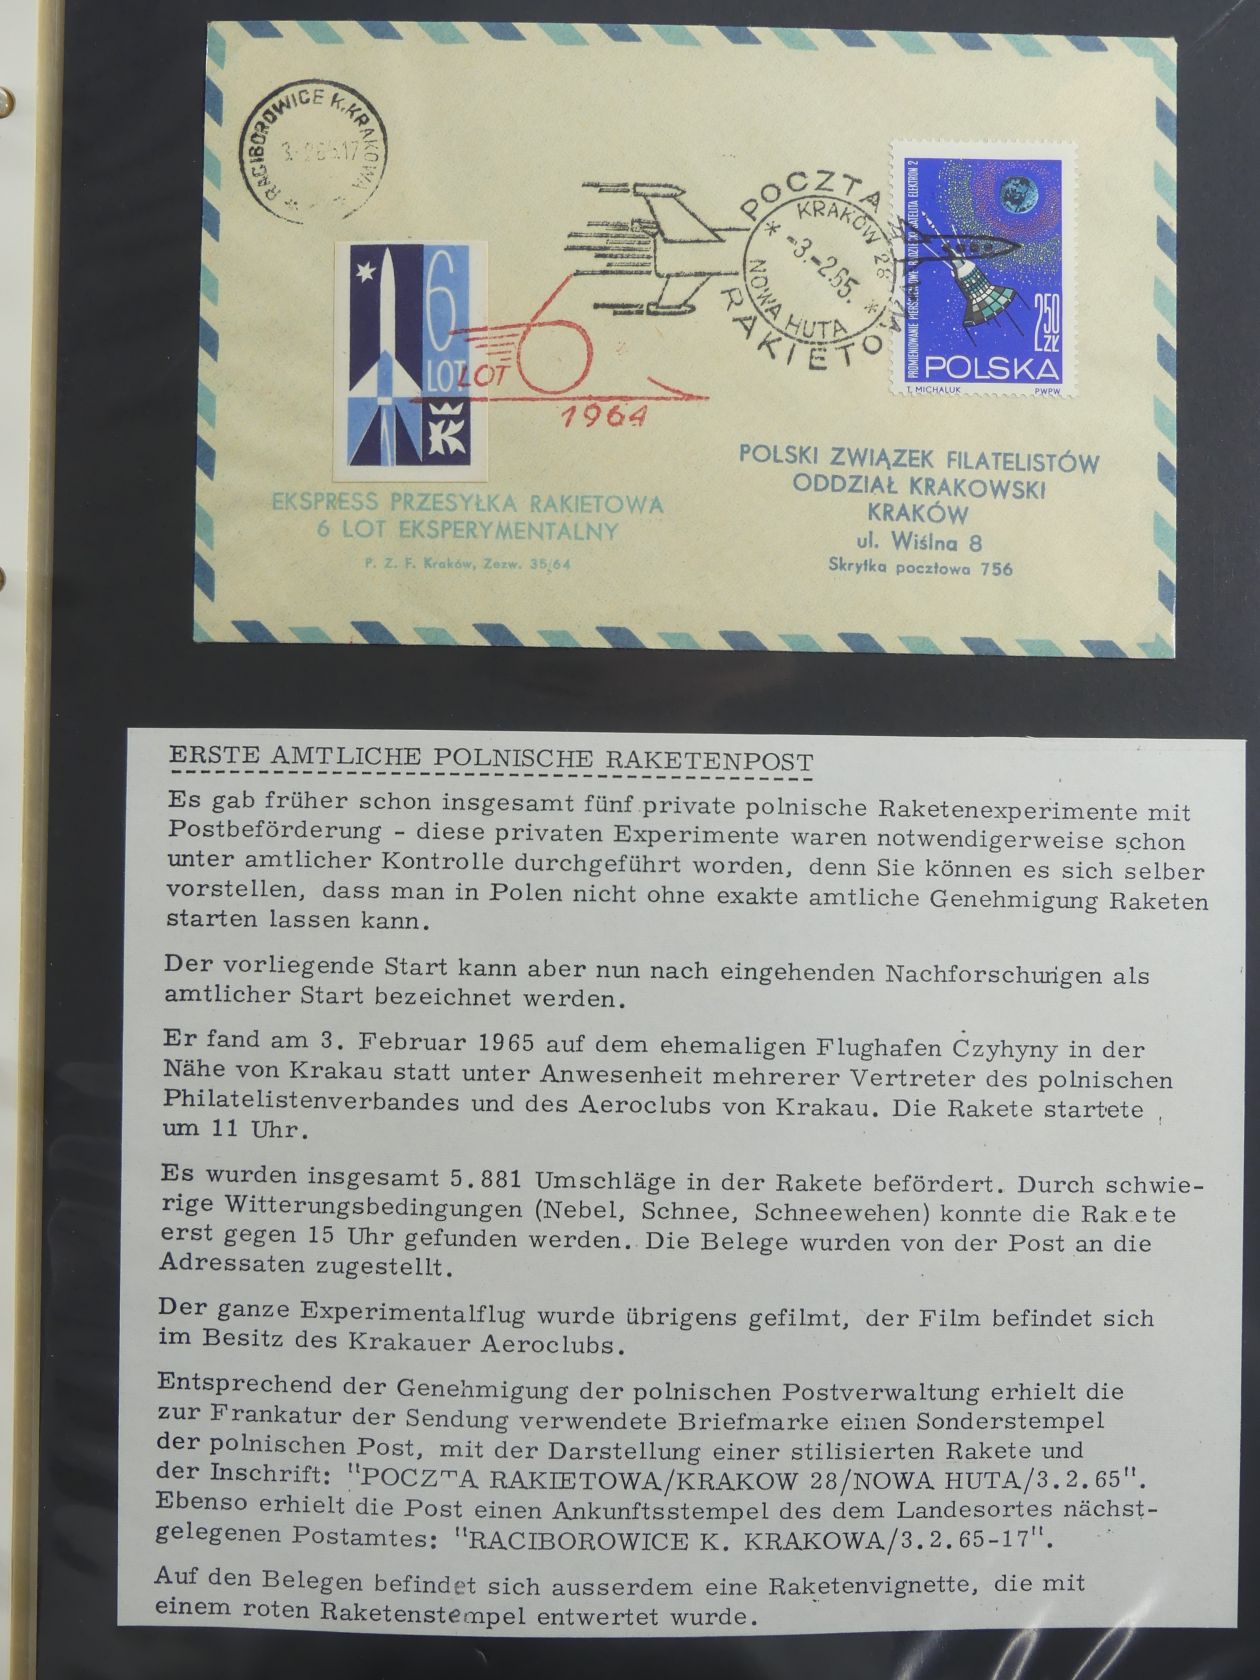 RACIBOROWICE K.KRAKOWA
3.-265.17
6
LOT
K
LOT
1964
POCZTA
RAKIETO
KRAKÓW 28
-3.-2.65.
NOWA HUTA
PROMIENIOWANIE
ELEKTRON 2
2 50
ZŁ
POLSKA
T. MICHALUK PWPW
EKSPRESS PRZESYŁKA RAKIETOWA
6 LOT EKSPERYMENTALNY
P. Z. F. Kraków, Zezw. 35/64
POLSKI ZWIĄZEK FILATELISTÓW
ODDZIAŁ KRAKOWSKI
KRAKÓW
ul. Wiślna 8
Skrytka pocztowa 756
ERSTE AMTLICHE POLNISCHE RAKETENPOST
Es gab früher schon insgesamt fünf private polnische Raketenexperimente mit
Postbeförderung - diese privaten Experimente waren notwendigerweise schon
unter amtlicher Kontrolle durchgeführt worden, denn Sie können es sich selber
vorstellen, dass man in Polen nicht ohne exakte amtliche Genehmigung Raketen
starten lassen kann.
Der vorliegende Start kann aber nun nach eingehenden Nachforschungen als
amtlicher Start bezeichnet werden.
Er fand am 3. Februar 1965 auf dem ehemaligen Flughafen Czyhyny in der
Nähe von Krakau statt unter Anwesenheit mehrerer Vertreter des polnischen
Philatelistenverbandes und des Aeroclubs von Krakau. Die Rakete startete
um 11 Uhr.
Es wurden insgesamt 5.881 Umschläge in der Rakete befördert. Durch schwie-
rige Witterungsbedingungen (Nebel, Schnee, Schneewehen) konnte die Rakete
erst gegen 15 Uhr gefunden werden. Die Belege wurden von der Post an die
Adressaten zugestellt.
Der ganze Experimentalflug wurde übrigens gefilmt, der Film befindet sich
im Besitz des Krakauer Aeroclubs.
Entsprechend der Genehmigung der polnischen Postverwaltung erhielt die
zur Frankatur der Sendung verwendete Briefmarke einen Sonderstempel
der polnischen Post, mit der Darstellung einer stilisierten Rakete und
der Inschrift: "POCZTA RAKIETOWA/KRAKOW 28/NOWA HUTA/3.2.65".
Ebenso erhielt die Post einen Ankunftsstempel des dem Landesortes nächst-
gelegenen Postamtes: "RACIBOROWICE K. KRAKOWA/3.2.65-17".
Auf den Belegen befindet sich ausserdem eine Raketenvignette, die mit
einem roten Raketenstempel entwertet wurde.